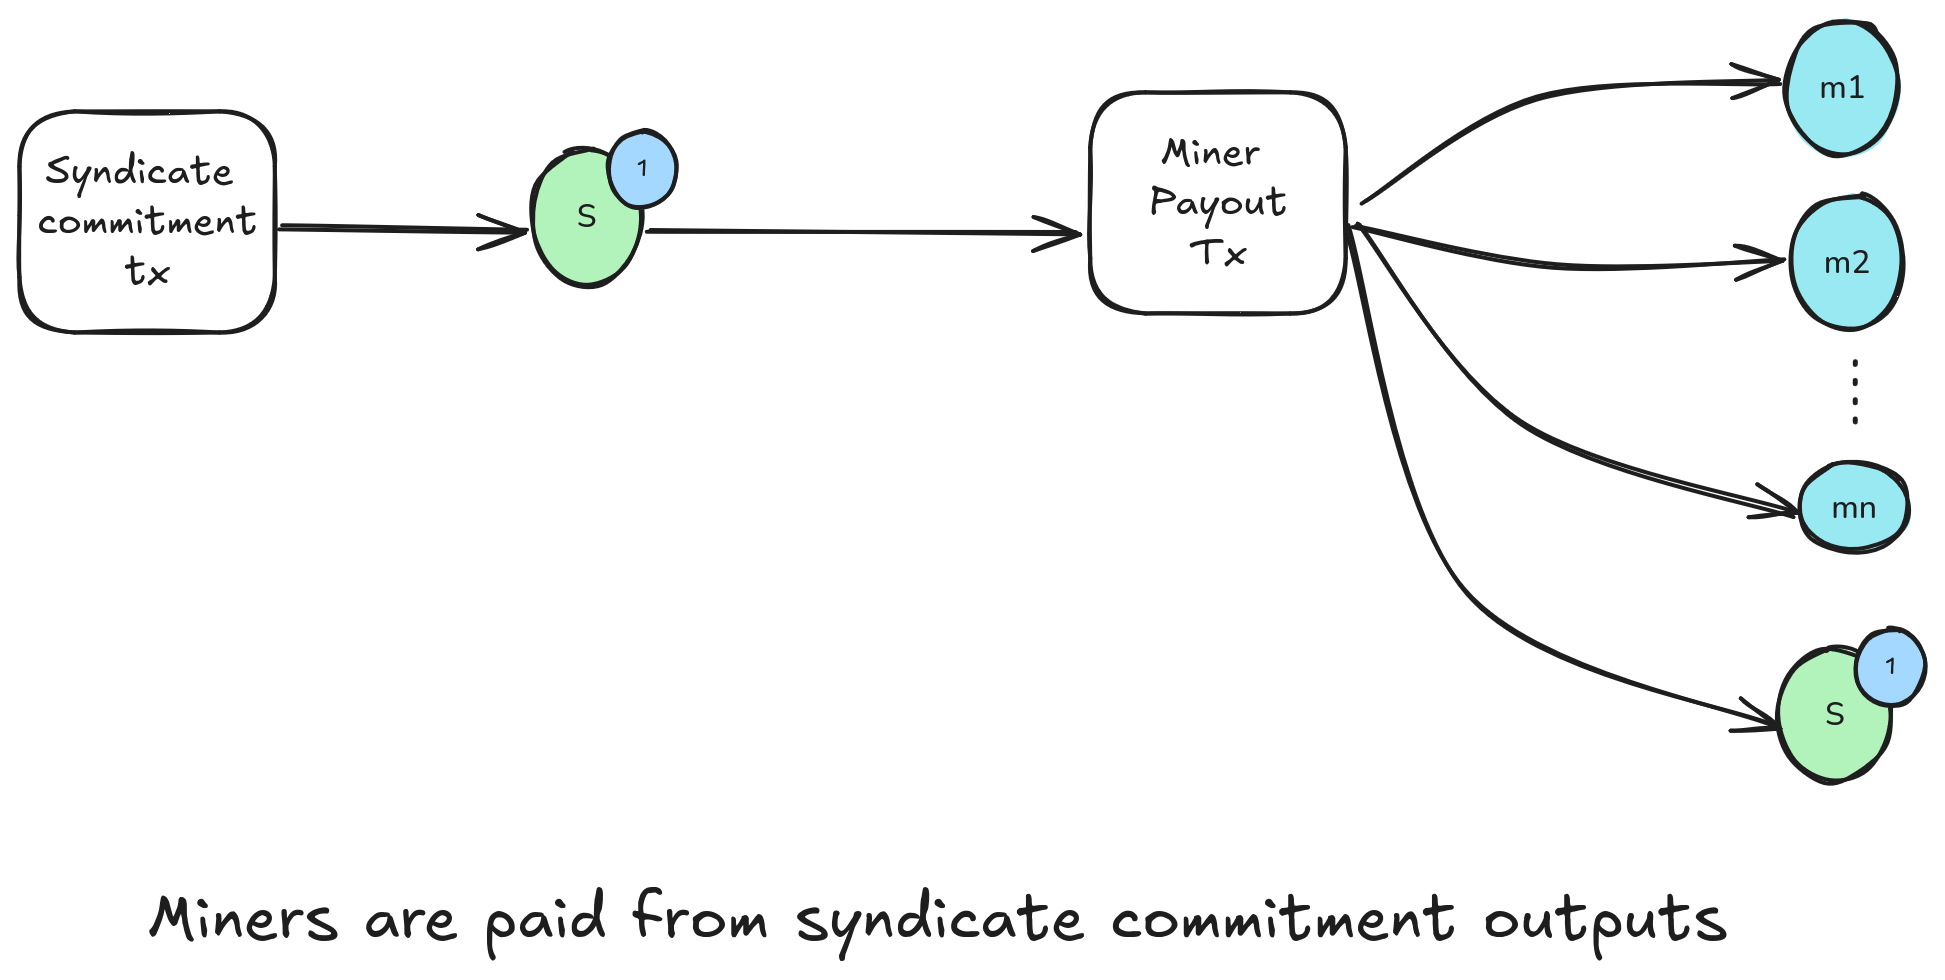 Syndicate
commitment
tx
S
1
Miner
Payout
Tx
m1
m2
mn
S
1
Miners are paid from syndicate commitment outputs